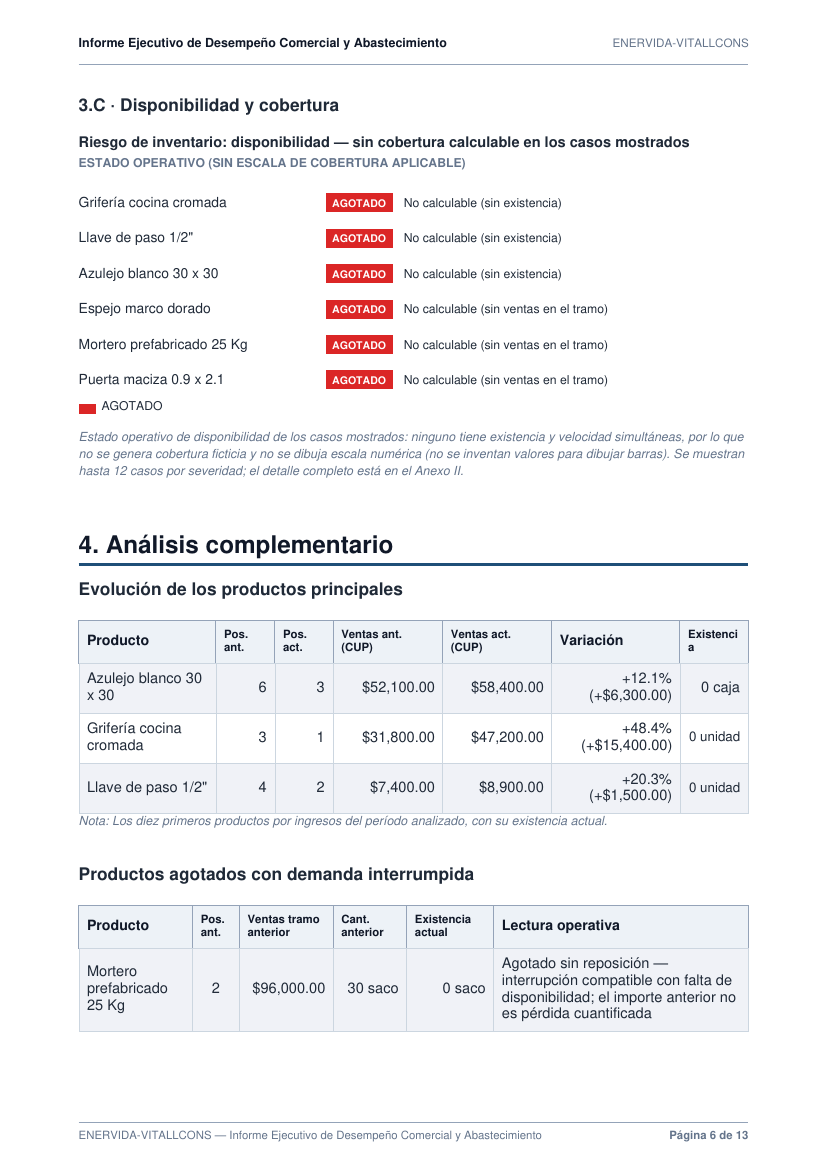 Informe Ejecutivo de Desempeño Comercial y Abastecimiento ENERVIDA-VITALLCONS
3.C · Disponibilidad y cobertura
Riesgo de inventario: disponibilidad — sin cobertura calculable en los casos mostrados
ESTADO OPERATIVO (SIN ESCALA DE COBERTURA APLICABLE)
Grifería cocina cromada AGOTADO No calculable (sin existencia)
Llave de paso 1/2" AGOTADO No calculable (sin existencia)
Azulejo blanco 30 x 30 AGOTADO No calculable (sin existencia)
Espejo marco dorado AGOTADO No calculable (sin ventas en el tramo)
Mortero prefabricado 25 Kg AGOTADO No calculable (sin ventas en el tramo)
Puerta maciza 0.9 x 2.1 AGOTADO No calculable (sin ventas en el tramo)
AGOTADO
Estado operativo de disponibilidad de los casos mostrados: ninguno tiene existencia y velocidad simultáneas, por lo que
no se genera cobertura ficticia y no se dibuja escala numérica (no se inventan valores para dibujar barras). Se muestran
hasta 12 casos por severidad; el detalle completo está en el Anexo II.
4. Análisis complementario
Evolución de los productos principales
Producto Pos. ant. Pos. act. Ventas ant. (CUP) Ventas act. (CUP) Variación Existenci a
Azulejo blanco 30 x 30 6 3 $52,100.00 $58,400.00 +12.1% (+$6,300.00) 0 caja
Grifería cocina cromada 3 1 $31,800.00 $47,200.00 +48.4% (+$15,400.00) 0 unidad
Llave de paso 1/2" 4 2 $7,400.00 $8,900.00 +20.3% (+$1,500.00) 0 unidad
Nota: Los diez primeros productos por ingresos del período analizado, con su existencia actual.
Productos agotados con demanda interrumpida
Producto Pos. ant. Ventas tramo anterior Cant. anterior Existencia actual Lectura operativa
Mortero prefabricado 25 Kg 2 $96,000.00 30 saco 0 saco Agotado sin reposición — interrupción compatible con falta de disponibilidad; el importe anterior no es pérdida cuantificada
ENERVIDA-VITALLCONS — Informe Ejecutivo de Desempeño Comercial y Abastecimiento Página 6 de 13